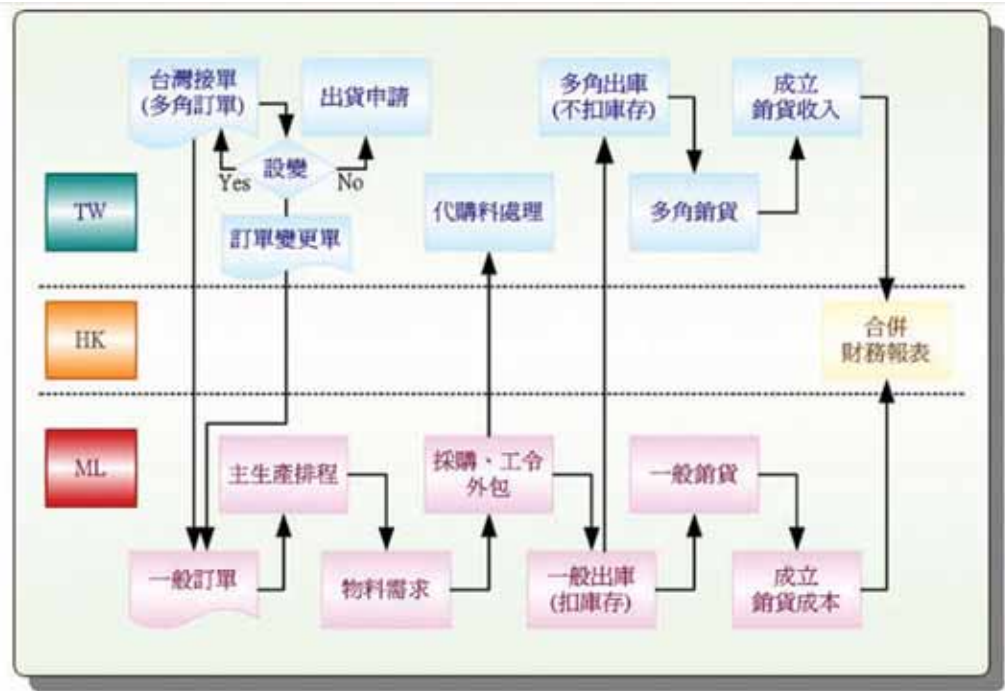 台灣接單
(多角訂單)
出貨申請
多角出庫
(不扣庫存)
成立
銷貨收入
設變
Yes
No
TW
代購料處理
多角銷貨
訂單變更單
HK
合併
財務報表
ML
主生產排程
採購、工令
外包
一般銷貨
一般訂單
物料需求
一般出庫
(扣庫存)
成立
銷貨成本